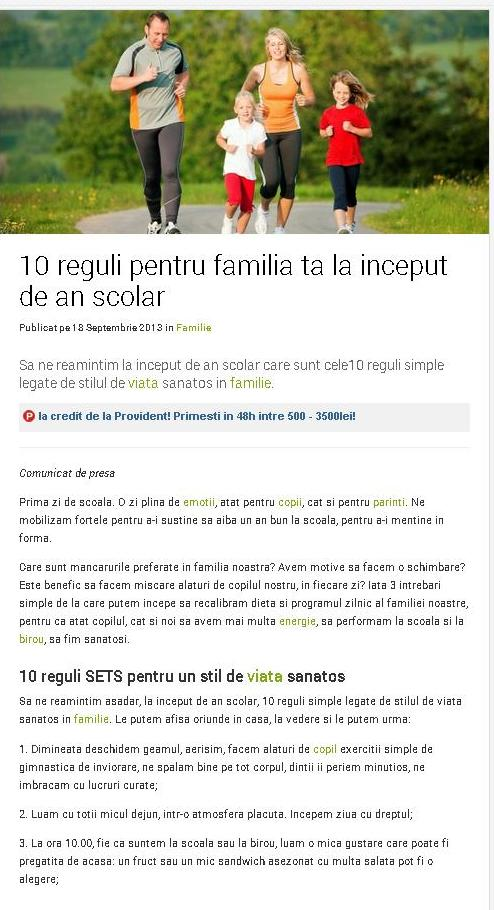 10 reguli pentru familia ta la inceput
de an scolar
Publicat pe 18 Septembrie 2013 in Familie
Sa ne reamintim la inceput de an scolar care sunt cele10 reguli simple
legate de stilul de viata sanatos in familie.
P Ia credit de la Provident! Primesti in 48h intre 500 - 3500lei!
Comunicat de presa
Prima zi de scoala. O zi plina de emotii, atat pentru copii, cat si pentru parinti. Ne
mobilizam fortele pentru a-i sustine sa aiba un an bun la scoala, pentru a-i mentine in
forma.
Care sunt mancarurile preferate in familia noastra? Avem motive sa facem o schimbare?
Este benefic sa facem miscare alaturi de copilul nostru, in fiecare zi? Iata 3 intrebari
simple de la care putem incepe sa recalibram dieta si programul zilnic al familiei noastre,
pentru ca atat copilul, cat si noi sa avem mai multa energie, sa performam la scoala si la
birou, sa fim sanatosi.
10 reguli SETS pentru un stil de viata sanatos
Sa ne reamintim asadar, la inceput de an scolar, 10 reguli simple legate de stilul de viata
sanatos in familie. Le putem afisa oriunde in casa, la vedere si le putem urma:
1. Dimineata deschidem geamul, aerisim, facem alaturi de copil exercitii simple de
gimnastica de inviorare, ne spalam bine pe tot corpul, dintii ii periem minutios, ne
imbracam cu lucruri curate;
2. Luam cu totii micul dejun, intr-o atmosfera placuta. Incepem ziua cu dreptul;
3. La ora 10.00, fie ca suntem la scoala sau la birou, luam o mica gustare care poate fi
pregatita de acasa: un fruct sau un mic sandwich asezonat cu multa salata pot fi o
alegere;